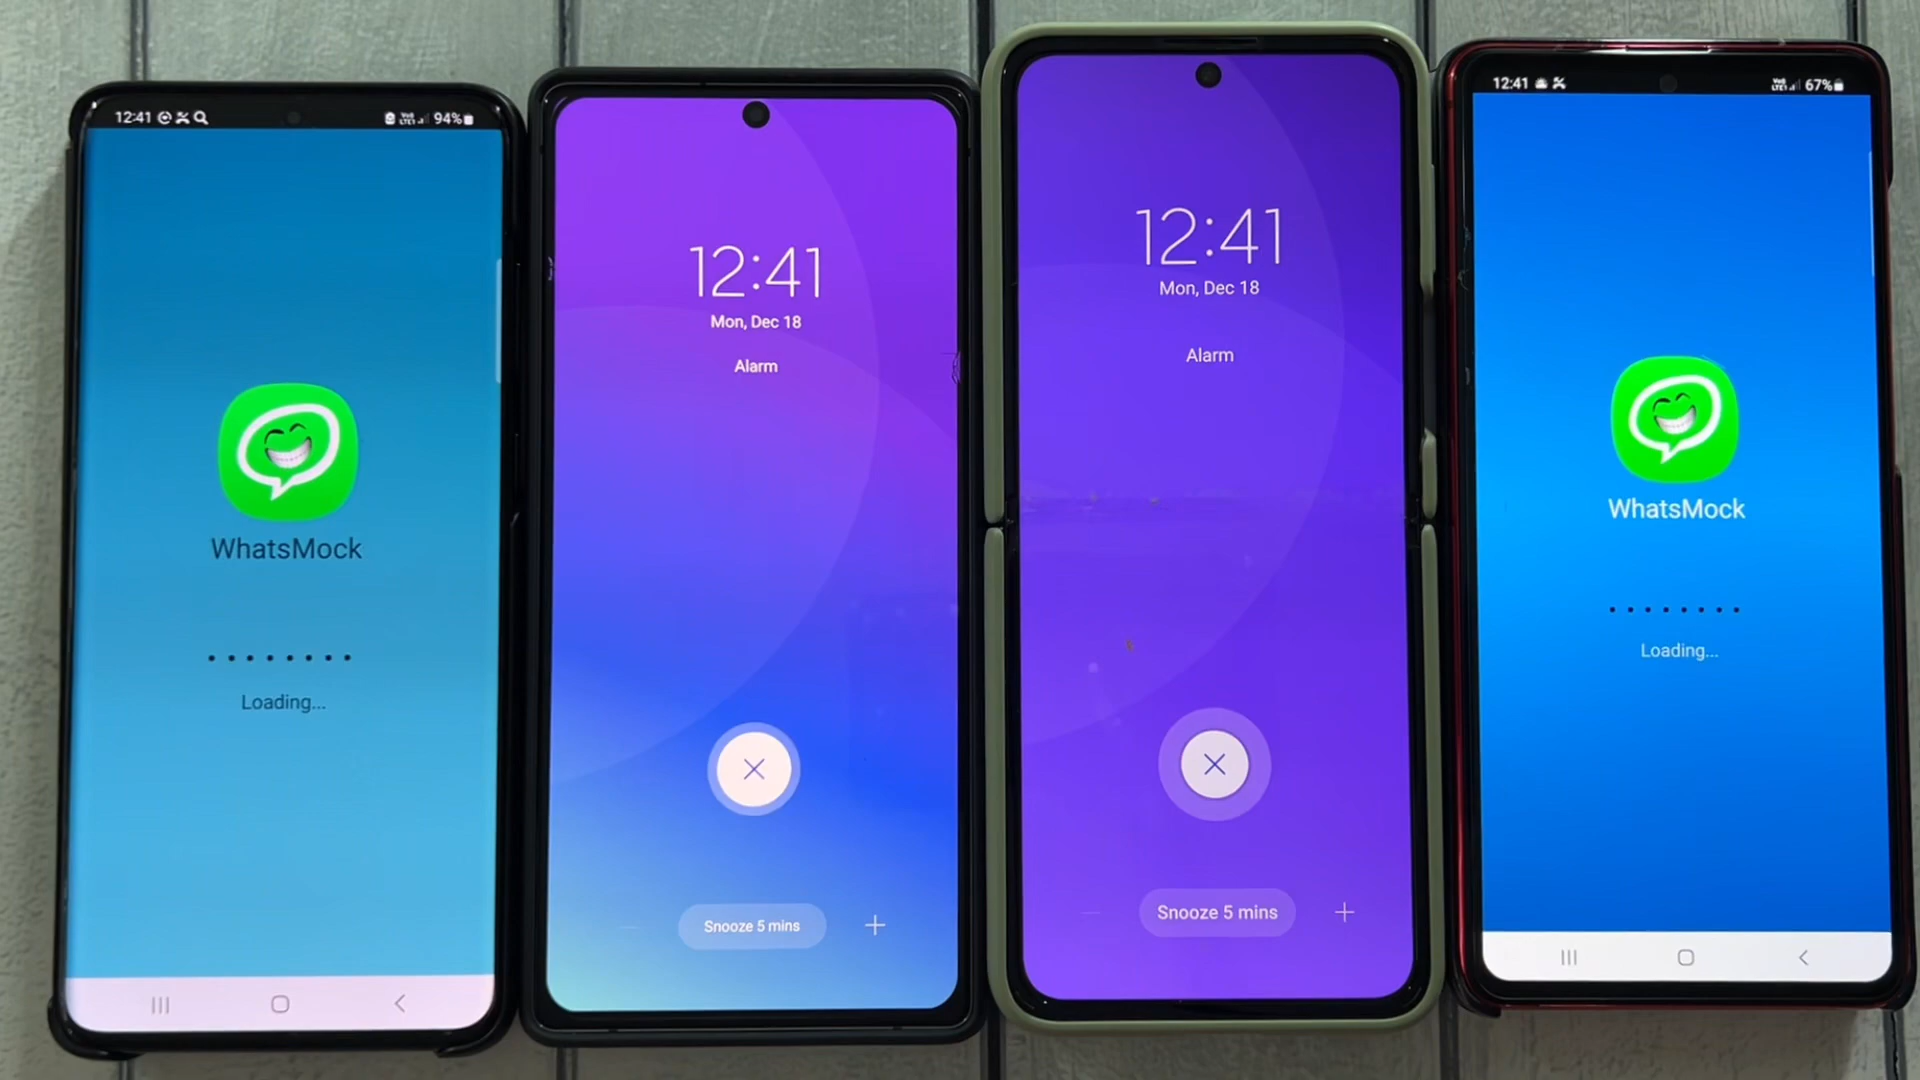 12:41
94%
WhatsMock
Loading...
12:41
Mon, Dec 18
Alarm
Snooze 5 mins
12:41
Mon, Dec 18
Alarm
Snooze 5 mins
12:41
67%
WhatsMock
Loading...